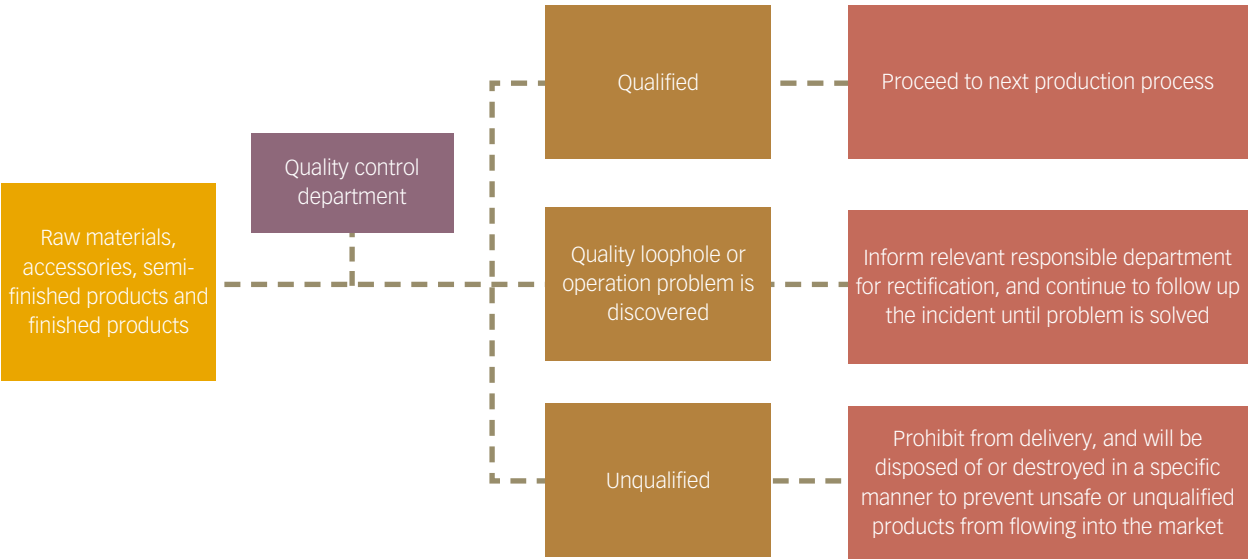 Raw materials,
accessories, semi-
finished products and
finished products
Quality control
department
Qualified
Proceed to next production process
Quality loophole or
operation problem is
discovered
Inform relevant responsible department
for rectification, and continue to follow up
the incident until problem is solved
Unqualified
Prohibit from delivery, and will be
disposed of or destroyed in a specific
manner to prevent unsafe or unqualified
products from flowing into the market